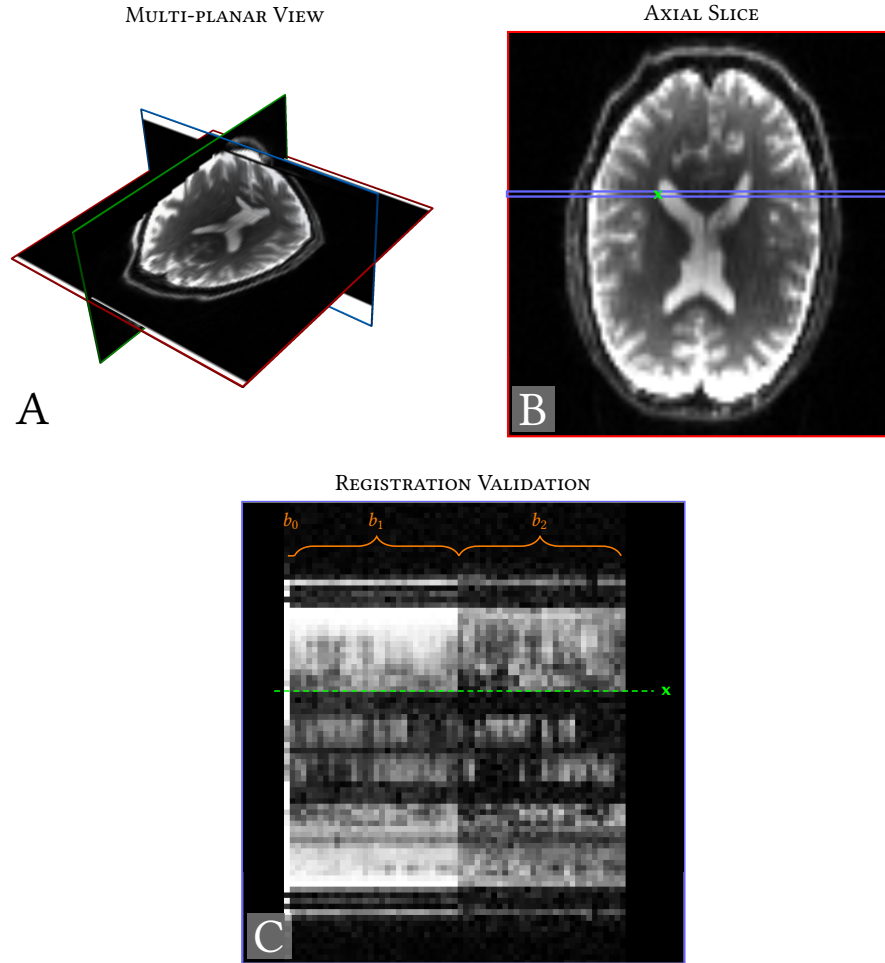 Multi-planar View
Axial Slice
A
B
Registration Validation
b₀ b₁ b₂
x
x
C